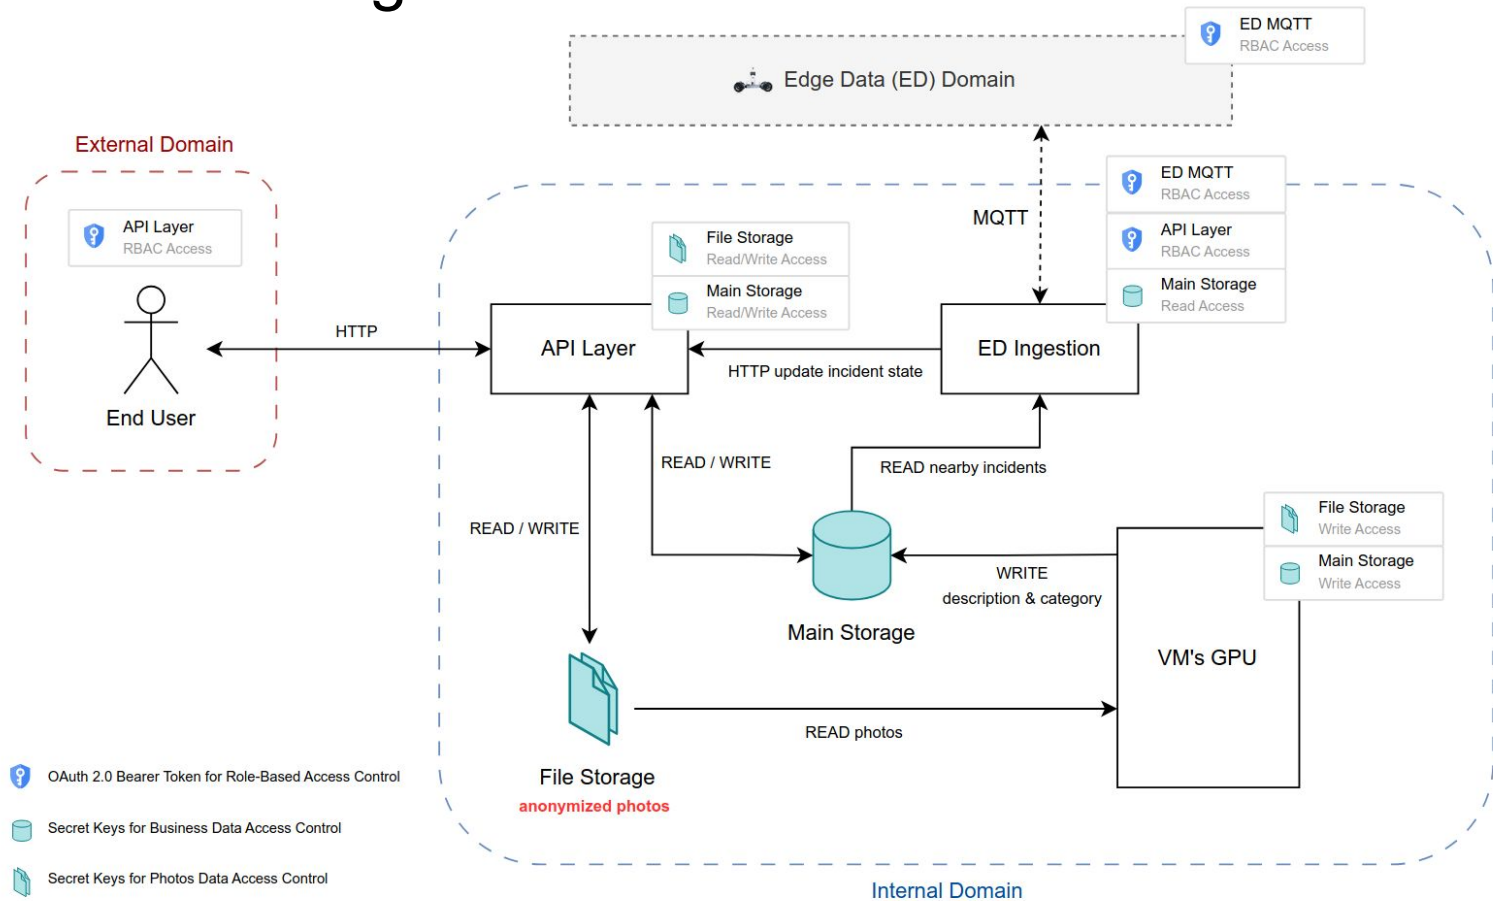 g
ED MQTT
RBAC Access
Edge Data (ED) Domain
External Domain
API Layer
RBAC Access
End User
HTTP
File Storage
Read/Write Access
Main Storage
Read/Write Access
API Layer
MQTT
ED MQTT
RBAC Access
API Layer
RBAC Access
Main Storage
Read Access
ED Ingestion
HTTP update incident state
READ / WRITE
READ nearby incidents
READ / WRITE
Main Storage
WRITE
description & category
File Storage
Write Access
Main Storage
Write Access
VM's GPU
READ photos
File Storage
anonymized photos
OAuth 2.0 Bearer Token for Role-Based Access Control
Secret Keys for Business Data Access Control
Secret Keys for Photos Data Access Control
Internal Domain